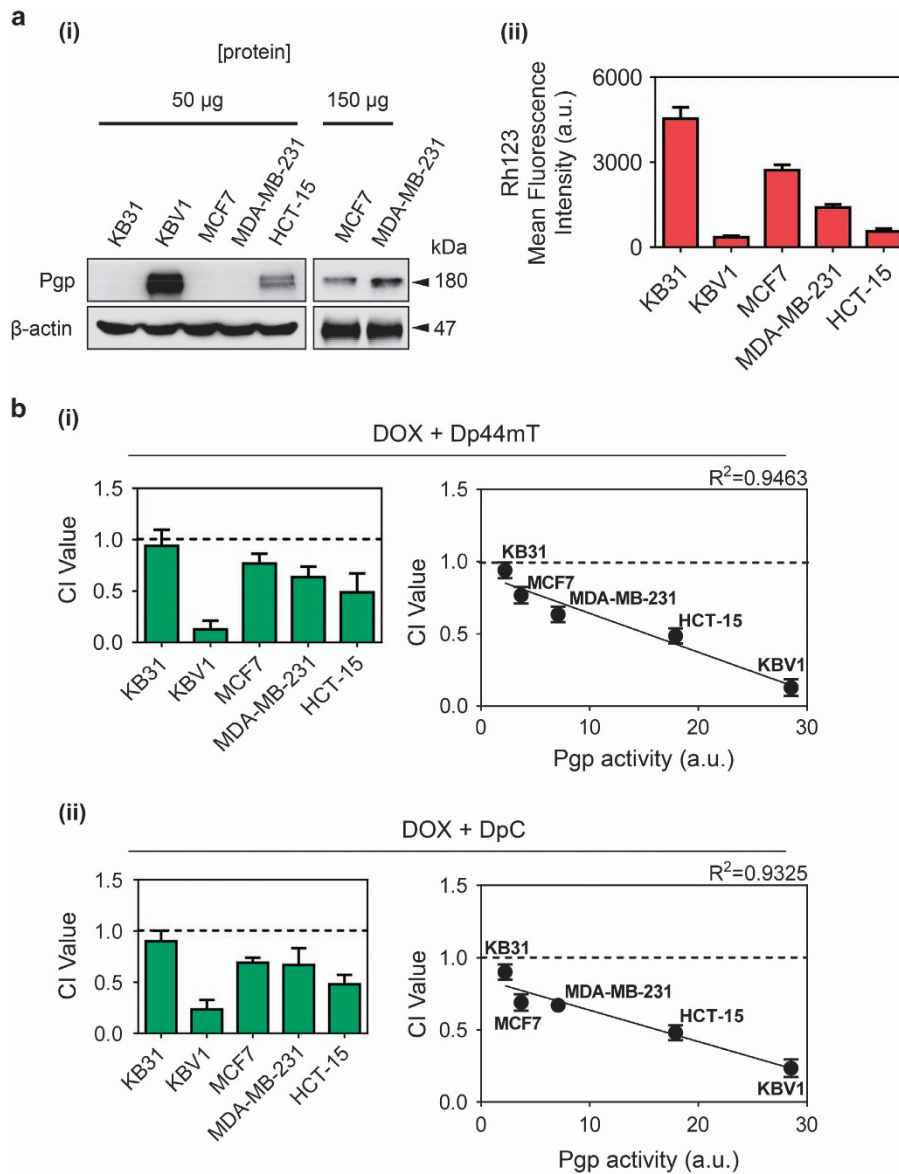 a
(i)
[protein]
50 µg
150 µg
KB31
KBV1
MCF7
MDA-MB-231
HCT-15
MCF7
MDA-MB-231
kDa
Pgp
180
β-actin
47
(ii)
Rh123
Mean Fluorescence
Intensity (a.u.)
6000
3000
0
KB31
KBV1
MCF7
MDA-MB-231
HCT-15
b
(i)
DOX + Dp44mT
CI Value
1.5
1.0
0.5
0.0
KB31
KBV1
MCF7
MDA-MB-231
HCT-15
R²=0.9463
CI Value
1.5
1.0
0.5
0.0
KB31
MCF7
MDA-MB-231
HCT-15
KBV1
0 10 20 30
Pgp activity (a.u.)
(ii)
DOX + DpC
CI Value
1.5
1.0
0.5
0.0
KB31
KBV1
MCF7
MDA-MB-231
HCT-15
R²=0.9325
CI Value
1.5
1.0
0.5
0.0
KB31
MCF7
MDA-MB-231
HCT-15
KBV1
0 10 20 30
Pgp activity (a.u.)